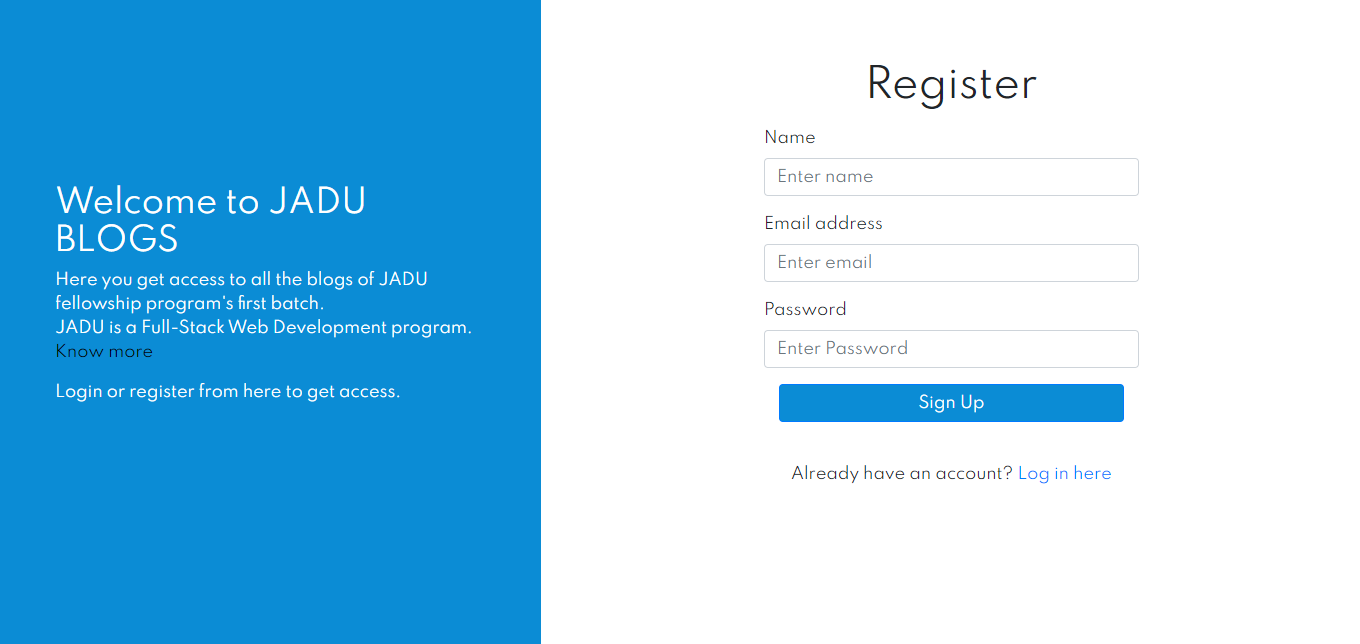 Welcome to JADU
BLOGS
Here you get access to all the blogs of JADU
fellowship program's first batch.
JADU is a Full-Stack Web Development program.
Know more
Login or register from here to get access.
Register
Name
Enter name
Email address
Enter email
Password
Enter Password
Sign Up
Already have an account? Log in here